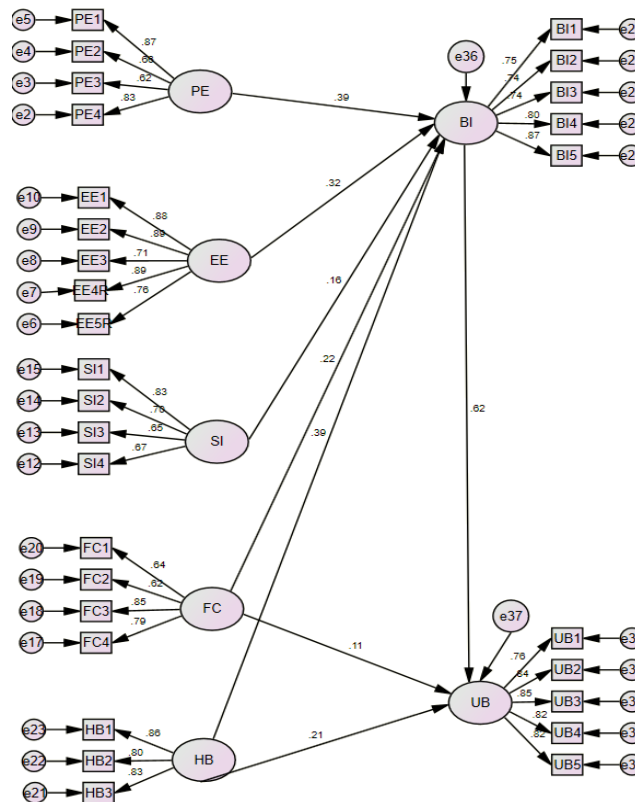 e5 PE1 .87
e4 PE2
e3 PE3 .62
e2 PE4 .83
PE
.39
e36
BI
.75 BI1
.74 BI2
.74 BI3
.80 BI4
.87 BI5
e10 EE1 .88
e9 EE2 .89
e8 EE3 .71
e7 EE4R .89
e6 EE5R .76
EE
.32
e15 SI1 .83
e14 SI2
e13 SI3 .65
e12 SI4 .67
SI
.16
.22
.39
.62
e20 FC1 .64
e19 FC2 .62
e18 FC3 .85
e17 FC4 .79
FC
.11
e37
UB
.76 UB1
UB2
.85 UB3
.82 UB4
.82 UB5
e23 HB1 .86
e22 HB2 .80
e21 HB3 .83
HB
.21